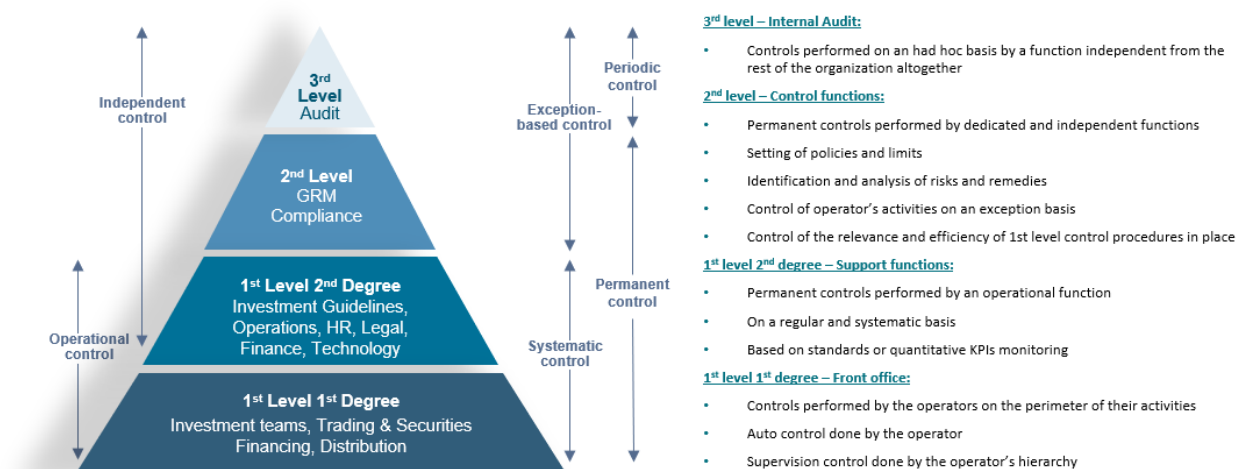 3rd
Level
Audit
2nd Level
GRM
Compliance
1st Level 2nd Degree
Investment Guidelines,
Operations, HR, Legal,
Finance, Technology
1st Level 1st Degree
Investment teams, Trading & Securities
Financing, Distribution
Independent
control
Operational
control
Exception-
based control
Systematic
control
Periodic
control
Permanent
control
3rd level – Internal Audit:
• Controls performed on an had hoc basis by a function independent from the
rest of the organization altogether
2nd level – Control functions:
• Permanent controls performed by dedicated and independent functions
• Setting of policies and limits
• Identification and analysis of risks and remedies
• Control of operator's activities on an exception basis
• Control of the relevance and efficiency of 1st level control procedures in place
1st level 2nd degree – Support functions:
• Permanent controls performed by an operational function
• On a regular and systematic basis
• Based on standards or quantitative KPIs monitoring
1st level 1st degree – Front office:
• Controls performed by the operators on the perimeter of their activities
• Auto control done by the operator
• Supervision control done by the operator's hierarchy